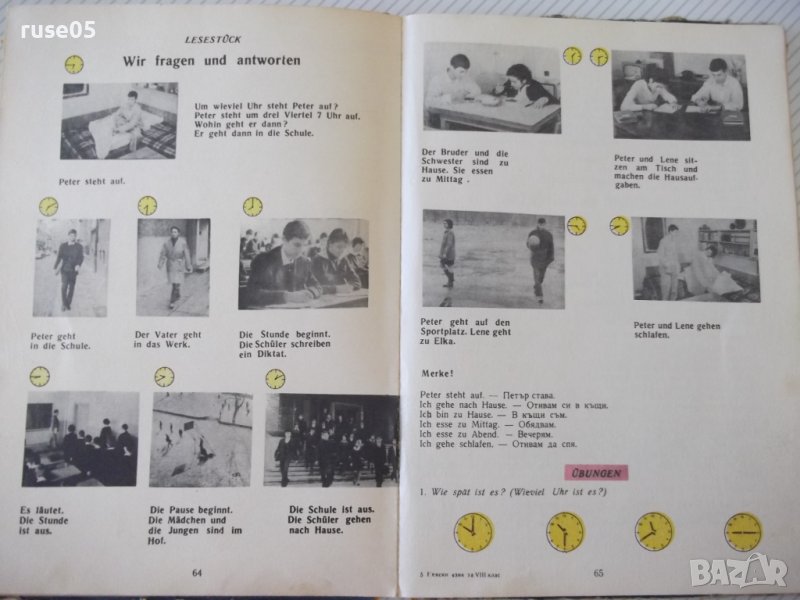 ruse05
LESESTÜCK
Wir fragen und antworten
Um wieviel Uhr steht Peter auf?
Peter steht um drei Viertel 7 Uhr auf.
Wohin geht er dann?
Er geht dann in die Schule.
Peter steht auf.
Peter geht
in die Schule.
Der Vater geht
in das Werk.
Die Stunde beginnt.
Die Schüler schreiben
ein Diktat.
Es läutet.
Die Stunde
ist aus.
Die Pause beginnt.
Die Mädchen und
die Jungen sind im
Hof.
Die Schule ist aus.
Die Schüler gehen
nach Hause.
64
Der Bruder und die
Schwester sind zu
Hause. Sie essen
zu Mittag .
Peter und Lene sit-
zen am Tisch und
machen die Hausauf-
gaben.
Peter geht auf den
Sportplatz. Lene geht
zu Elka.
Peter und Lene gehen
schlafen.
Merke!
Peter steht auf. — Петър става.
Ich gehe nach Hause. — Отивам си в къщи.
Ich bin zu Hause. — В къщи съм.
Ich esse zu Mittag. — Обядвам.
Ich esse zu Abend. — Вечерям.
Ich gehe schlafen. — Отивам да спя.
ÜBUNGEN
1. Wie spät ist es? (Wieviel Uhr ist es?)
5 Немски език за VIII клас
65
BAZAR